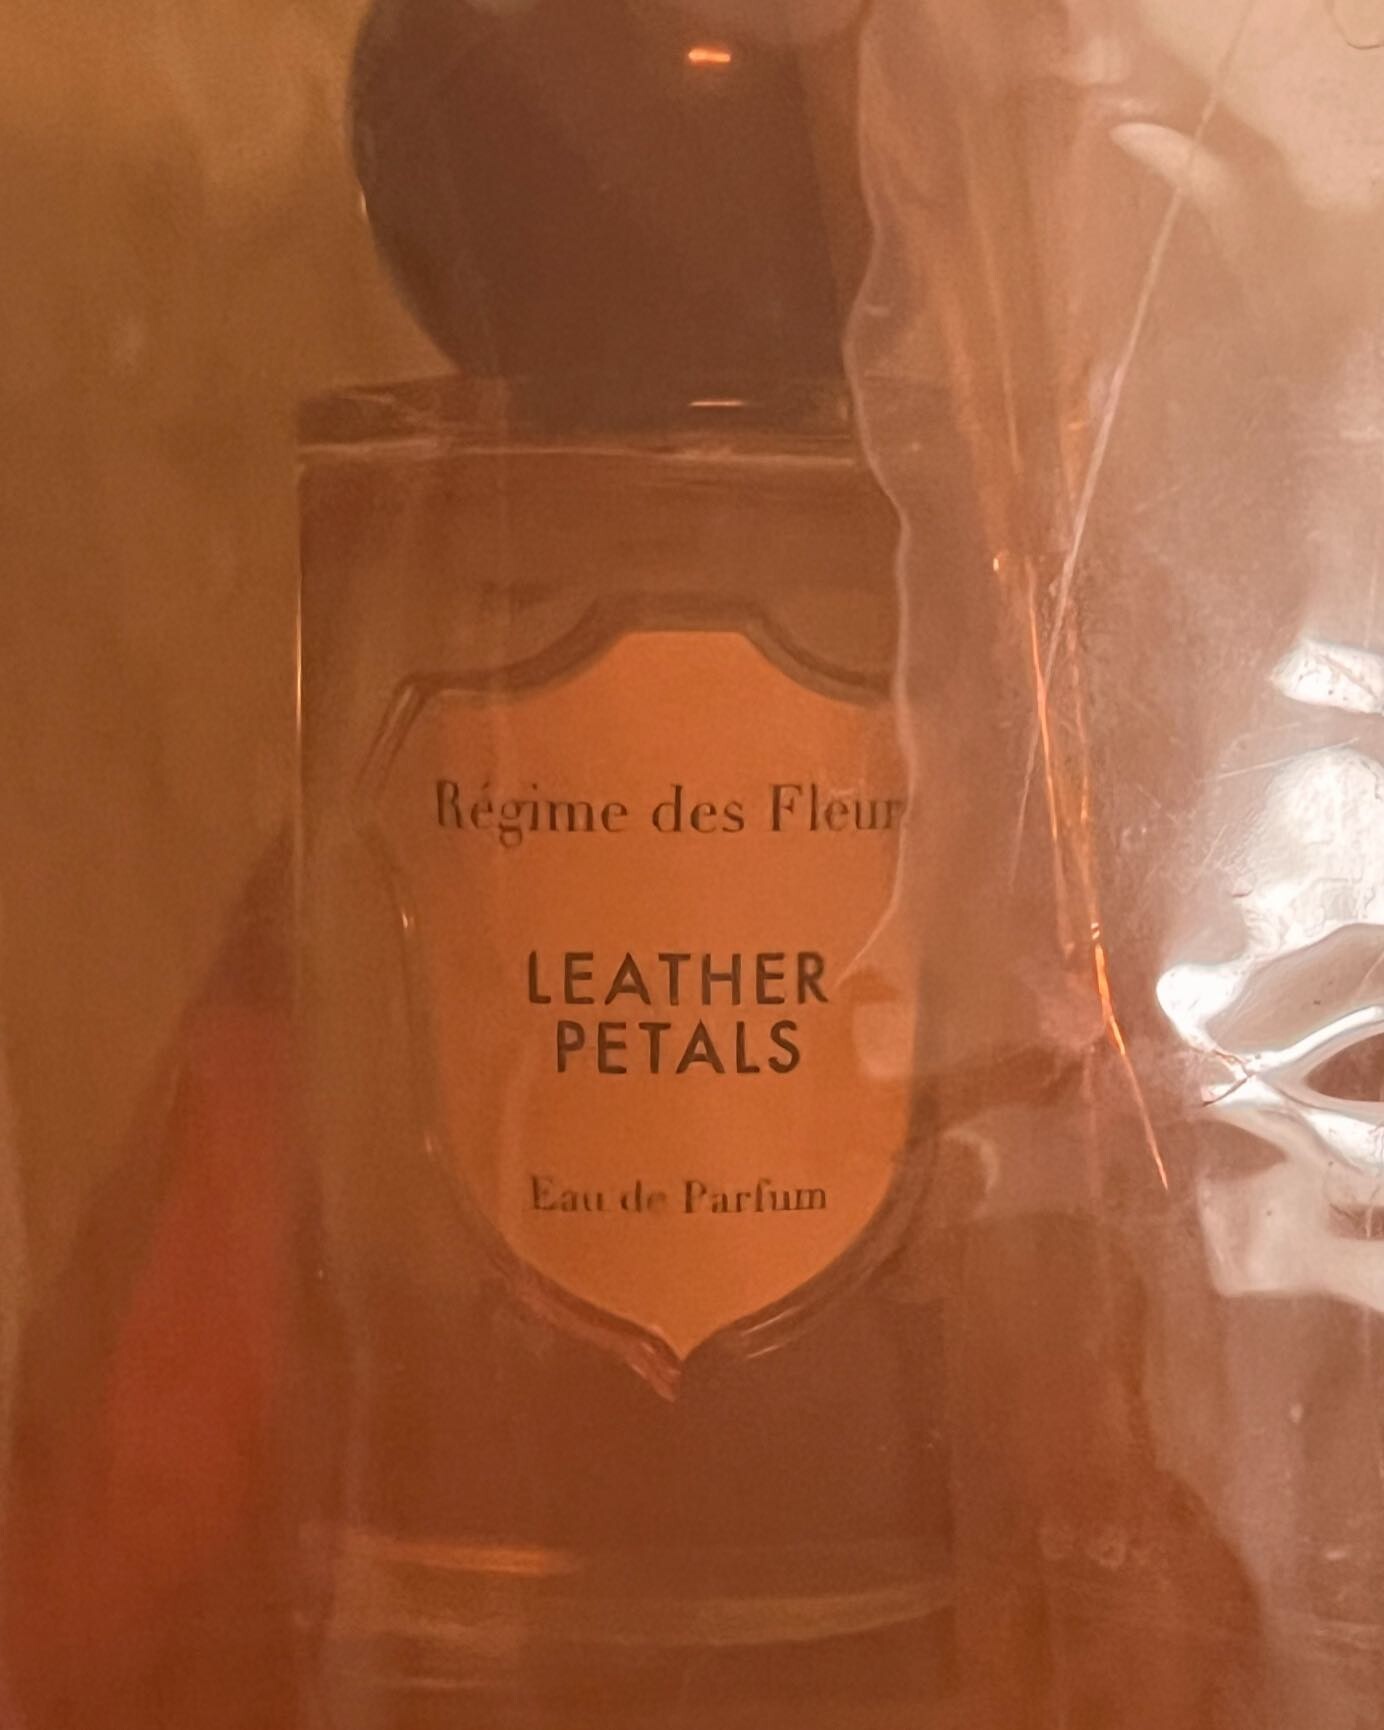 Régime des Fleur
LEATHER
PETALS
Eau de Parfum